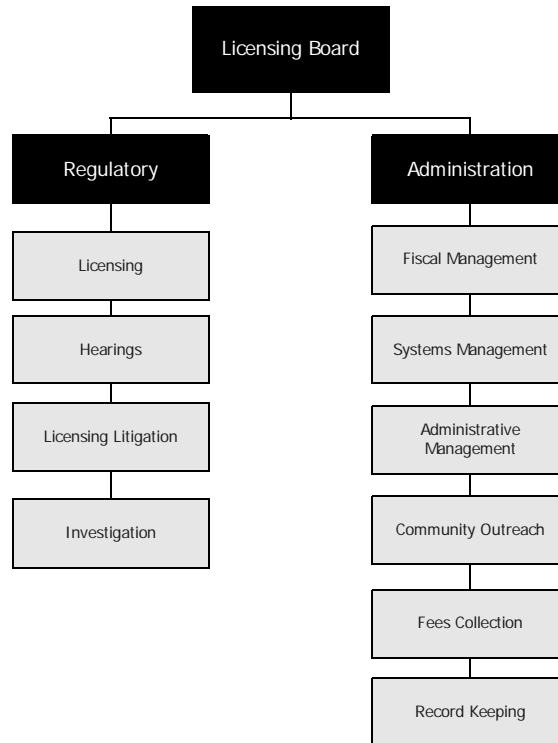 Licensing Board
Regulatory
Administration
Licensing
Fiscal Management
Hearings
Systems Management
Licensing Litigation
Administrative
Management
Investigation
Community Outreach
Fees Collection
Record Keeping